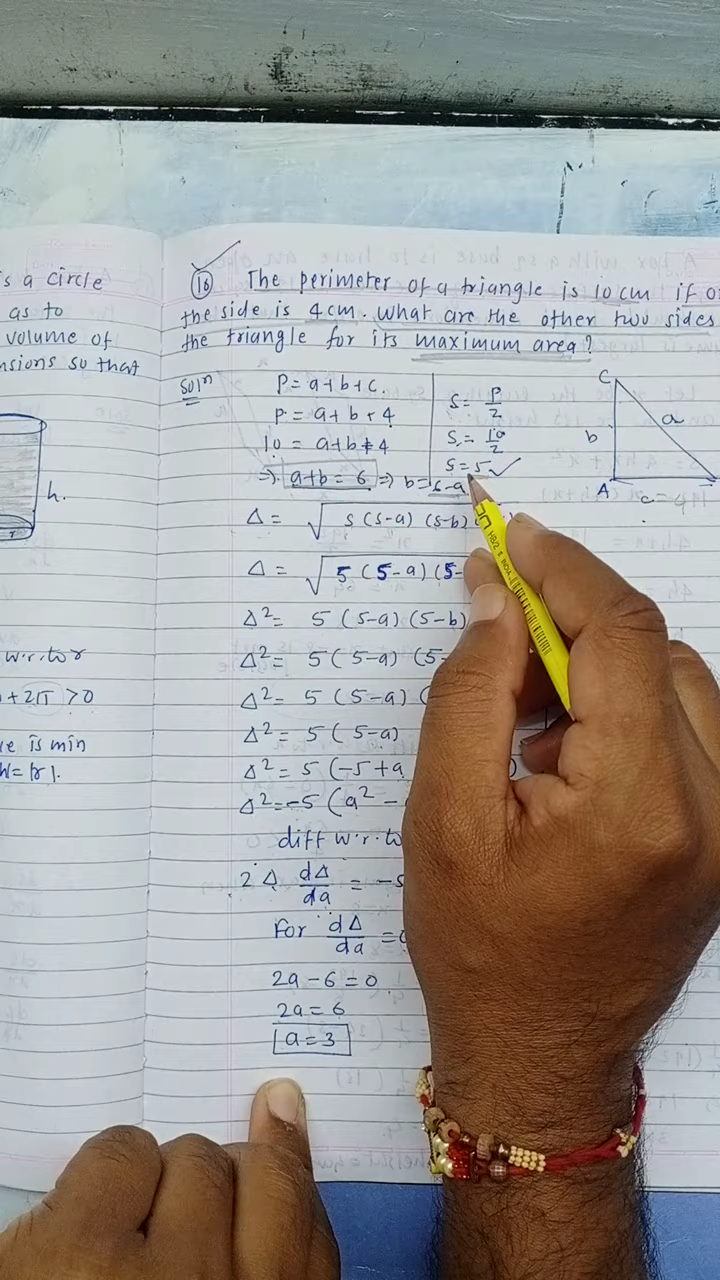 s a circle
as to
volume of
nsions so that
h.
r
w.r.to r
+ 2π > 0
ve is min
h = |r|.
(18) The perimeter of a triangle is 10 cm if o
the side is 4 cm. what are the other two sides
the triangle for its maximum area?
Soln
P = a+b+c.
P = a+b+4
10 = a+b+4
⇒ a+b = 6 ⇒ b = 6-a
S = P/2
S = 10/2
S = 5 ✓
C
b
a
A
c
Δ = √s(s-a)(s-b)
Δ = √5(5-a)(5-
Δ² = 5(5-a)(5-b)
Δ² = 5(5-a)(5-
Δ² = 5(5-a)(
Δ² = 5(5-a)
Δ² = 5(-5+a )
Δ² = -5(a² -
diff w.r.to
2Δ dΔ/da = -5
For dΔ/da =
2a-6 = 0
2a = 6
a = 3